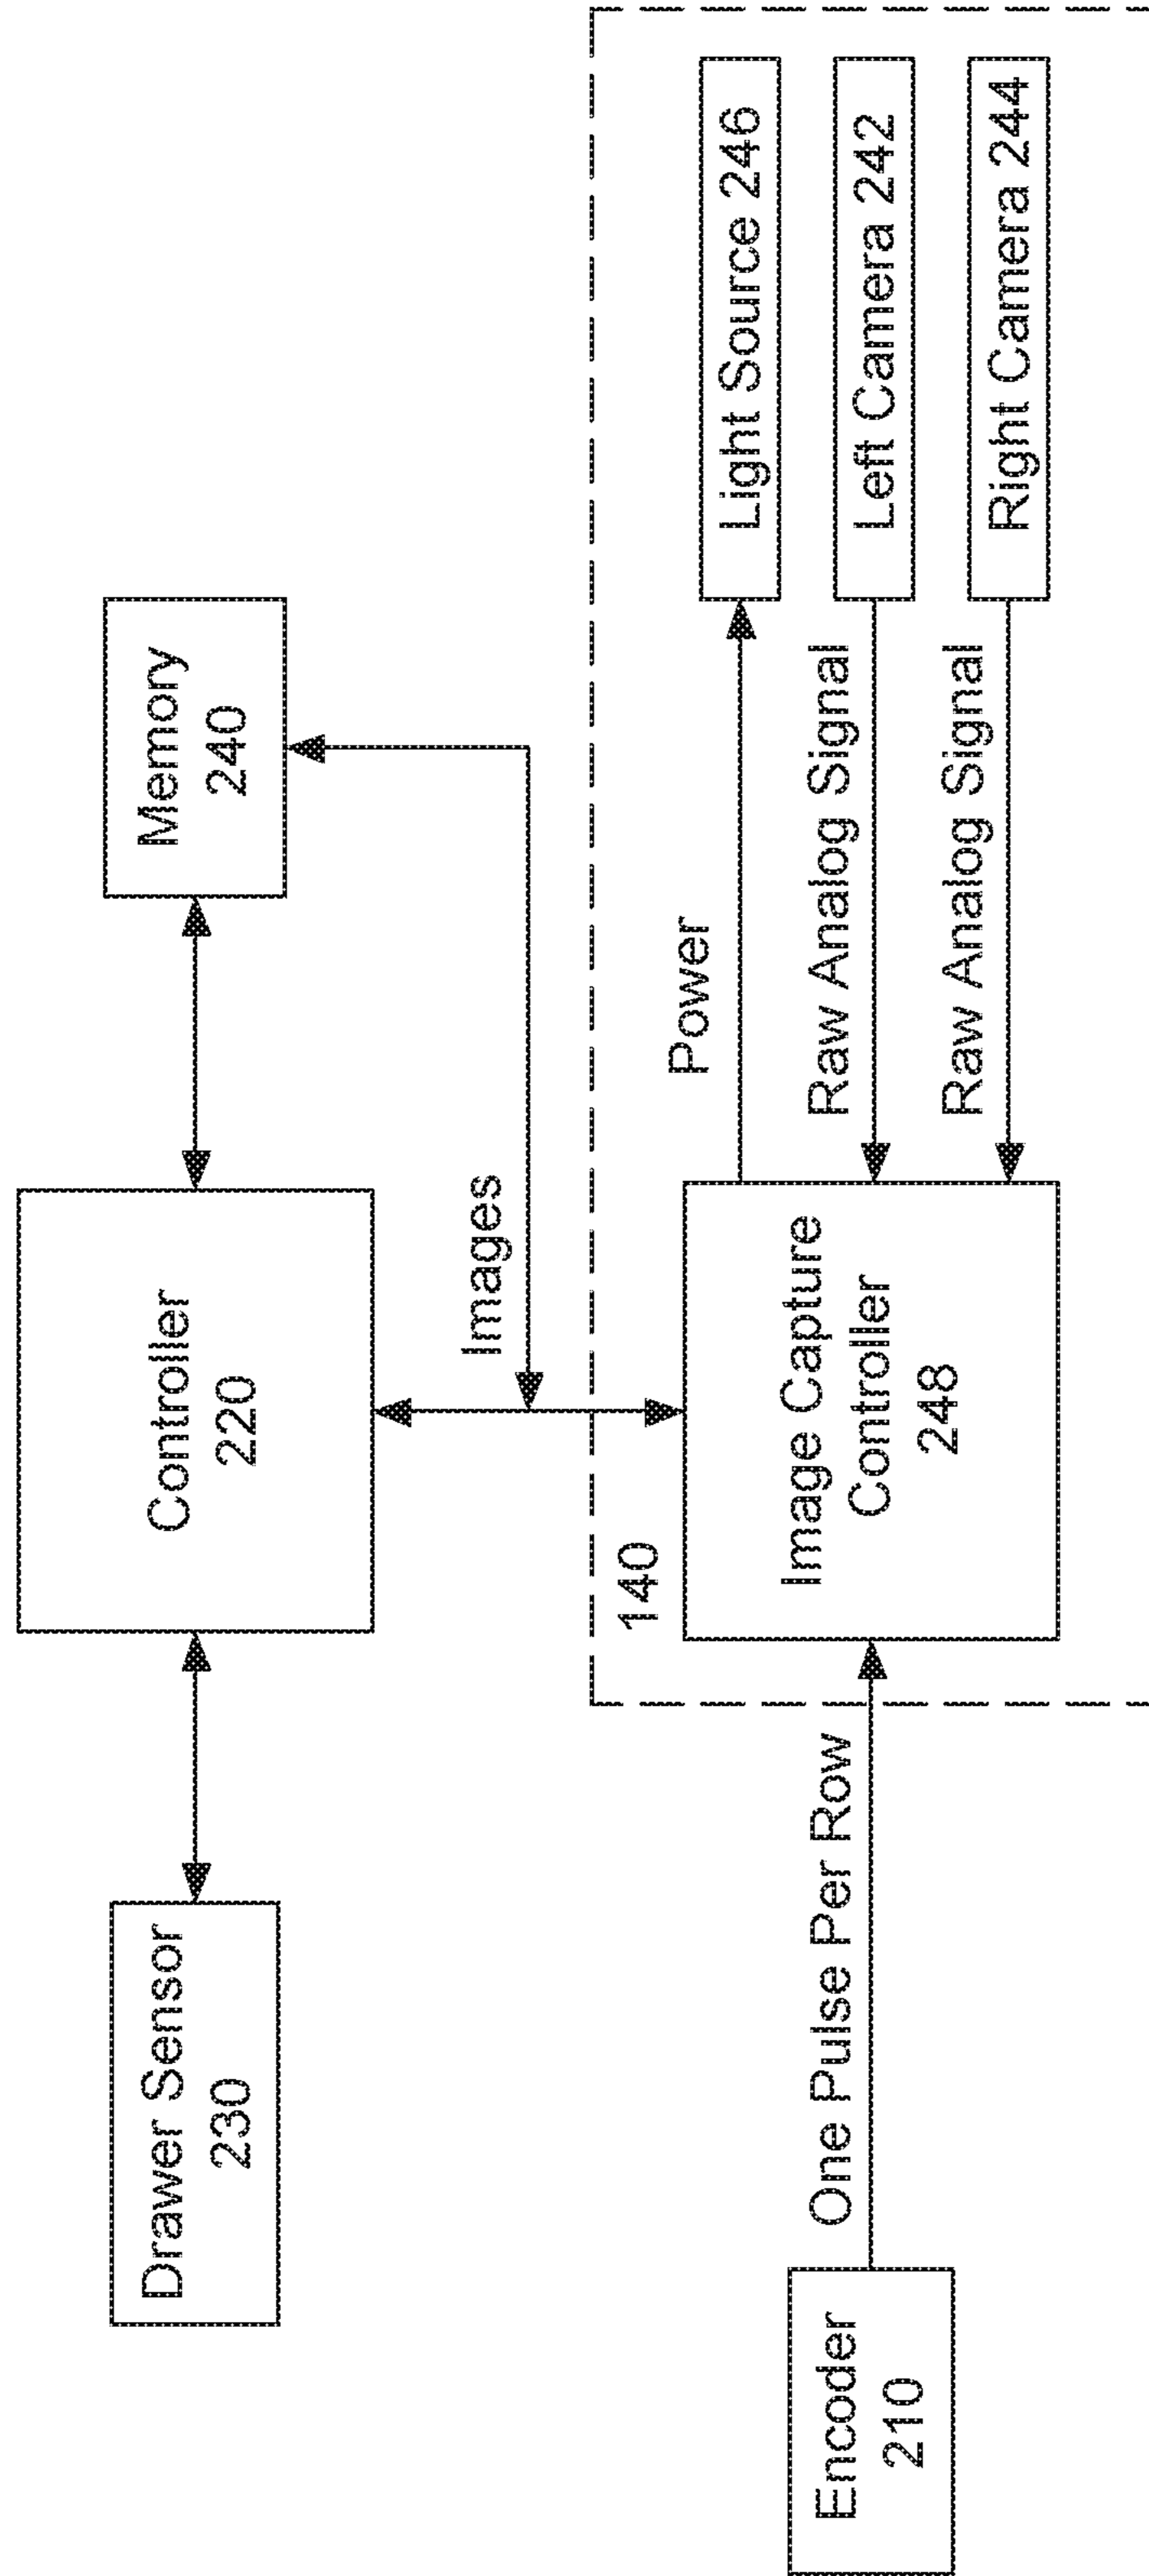 Drawer Sensor
230
Controller
220
Memory
240
Images
140
Encoder
210
One Pulse Per Row
Image Capture
Controller
248
Power
Raw Analog Signal
Raw Analog Signal
Light Source 246
Left Camera 242
Right Camera 244